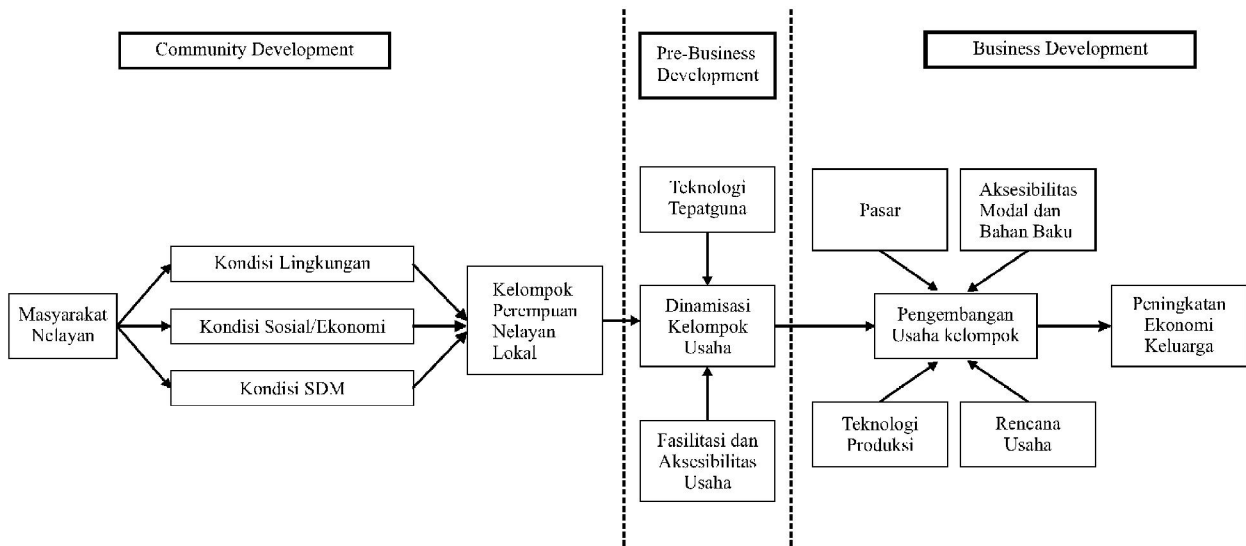 Community Development
Pre-Business
Development
Business Development
Masyarakat
Nelayan
Kondisi Lingkungan
Kondisi Sosial/Ekonomi
Kondisi SDM
Kelompok
Perempuan
Nelayan
Lokal
Teknologi
Tepatguna
Dinamisasi
Kelompok
Usaha
Fasilitasi dan
Aksesibilitas
Usaha
Pasar
Aksesibilitas
Modal dan
Bahan Baku
Pengembangan
Usaha kelompok
Teknologi
Produksi
Rencana
Usaha
Peningkatan
Ekonomi
Keluarga